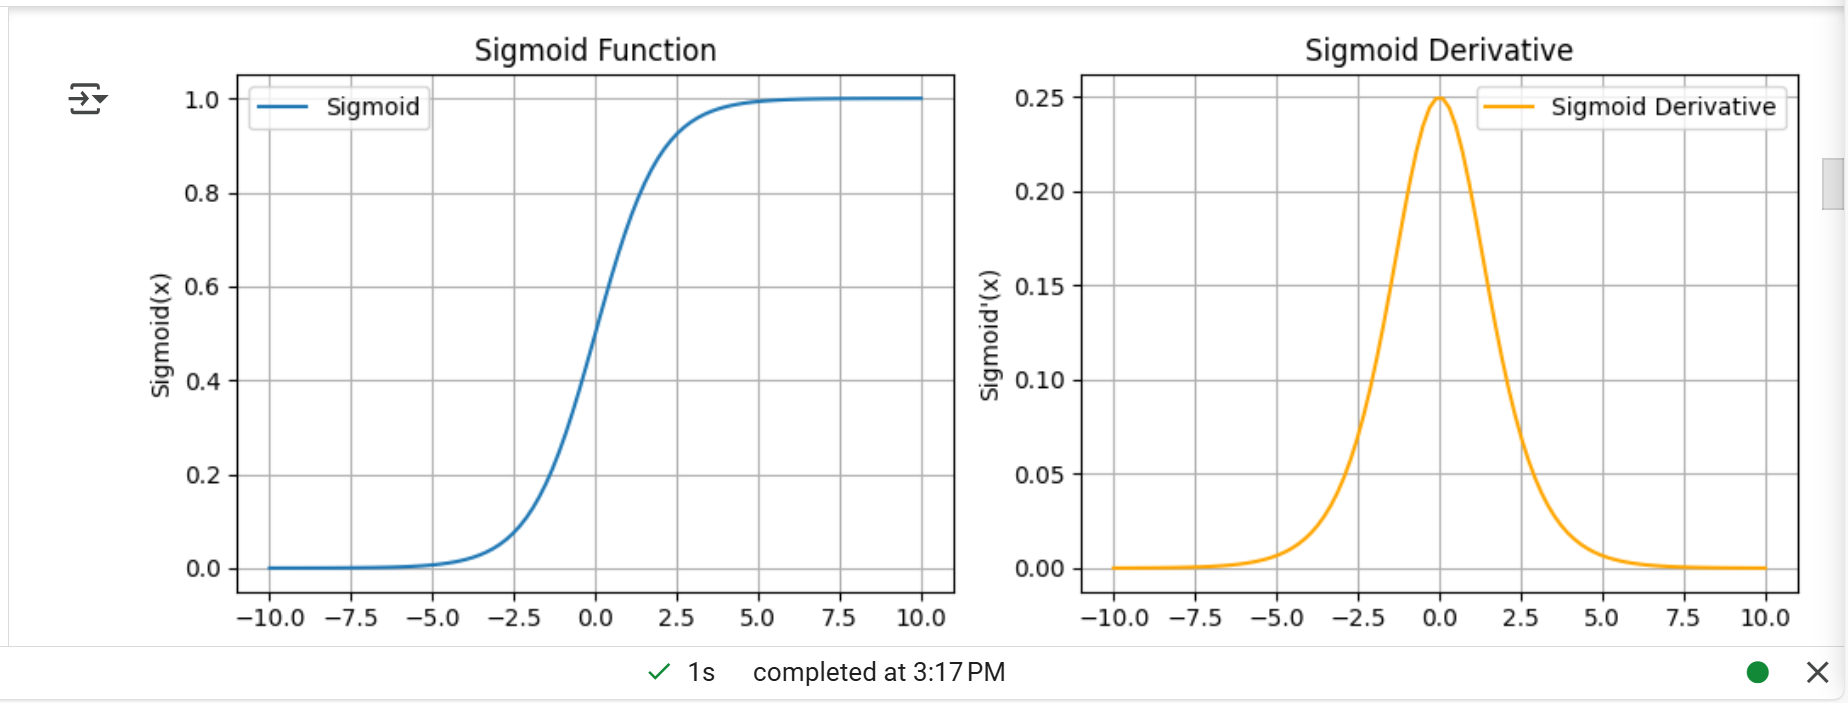 Sigmoid Function
Sigmoid
Sigmoid(x)
1.0
0.8
0.6
0.4
0.2
0.0
−10.0 −7.5 −5.0 −2.5 0.0 2.5 5.0 7.5 10.0
Sigmoid Derivative
Sigmoid Derivative
Sigmoid'(x)
0.25
0.20
0.15
0.10
0.05
0.00
−10.0 −7.5 −5.0 −2.5 0.0 2.5 5.0 7.5 10.0
1s completed at 3:17 PM